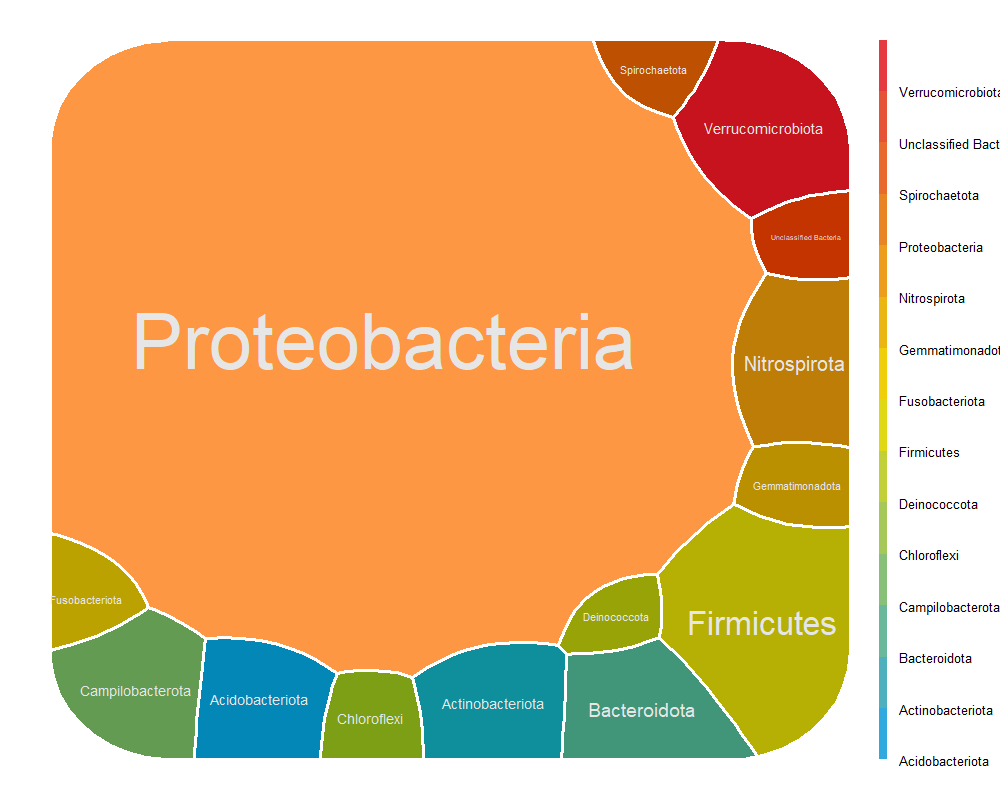 Spirochaetota
Verrucomicrobiota
Unclassified Bacteria
Proteobacteria
Nitrospirota
Gemmatimonadota
Fusobacteriota
Deinococcota
Firmicutes
Campilobacterota
Acidobacteriota
Chloroflexi
Actinobacteriota
Bacteroidota
Verrucomicrobiota
Unclassified Bact
Spirochaetota
Proteobacteria
Nitrospirota
Gemmatimonadot
Fusobacteriota
Firmicutes
Deinococcota
Chloroflexi
Campilobacterota
Bacteroidota
Actinobacteriota
Acidobacteriota